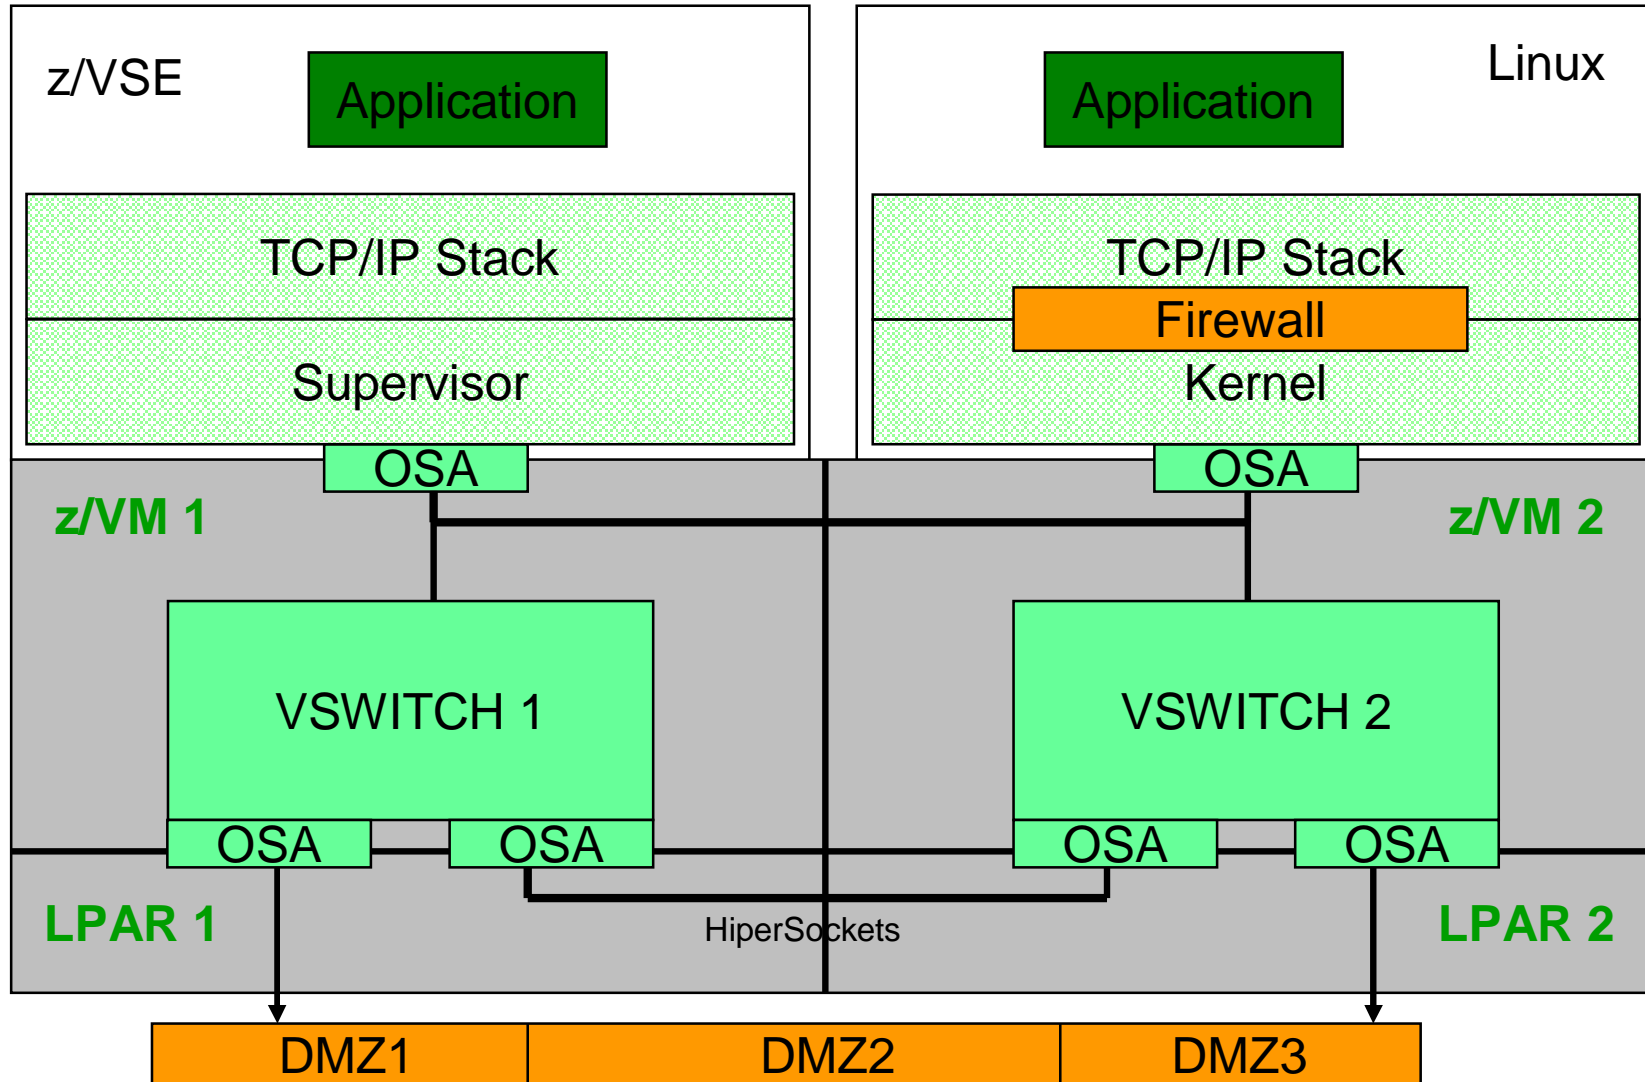 z/VSE
Application
Application
Linux
TCP/IP Stack
TCP/IP Stack
Firewall
Supervisor
Kernel
OSA
OSA
z/VM 1
z/VM 2
VSWITCH 1
VSWITCH 2
OSA
OSA
OSA
OSA
LPAR 1
HiperSockets
LPAR 2
DMZ1
DMZ2
DMZ3